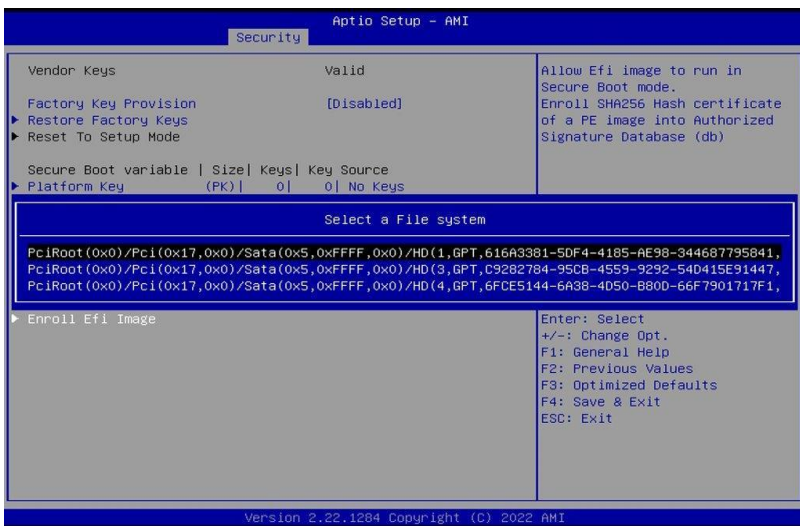 Aptio Setup – AMI
Security
Vendor Keys Valid
Factory Key Provision [Disabled]
▶ Restore Factory Keys
▶ Reset To Setup Mode
Secure Boot variable | Size| Keys| Key Source
▶ Platform Key (PK)| 0| 0| No Keys
Allow Efi image to run in
Secure Boot mode.
Enroll SHA256 Hash certificate
of a PE image into Authorized
Signature Database (db)
Select a File system
PciRoot(0x0)/Pci(0x17,0x0)/Sata(0x5,0xFFFF,0x0)/HD(1,GPT,616A3381-5DF4-4185-AE98-344687795841,
PciRoot(0x0)/Pci(0x17,0x0)/Sata(0x5,0xFFFF,0x0)/HD(3,GPT,C9282784-95CB-4559-9292-54D415E91447,
PciRoot(0x0)/Pci(0x17,0x0)/Sata(0x5,0xFFFF,0x0)/HD(4,GPT,6FCE5144-6A38-4D50-B80D-66F7901717F1,
▶ Enroll Efi Image
Enter: Select
+/-: Change Opt.
F1: General Help
F2: Previous Values
F3: Optimized Defaults
F4: Save & Exit
ESC: Exit
Version 2.22.1284 Copyright (C) 2022 AMI